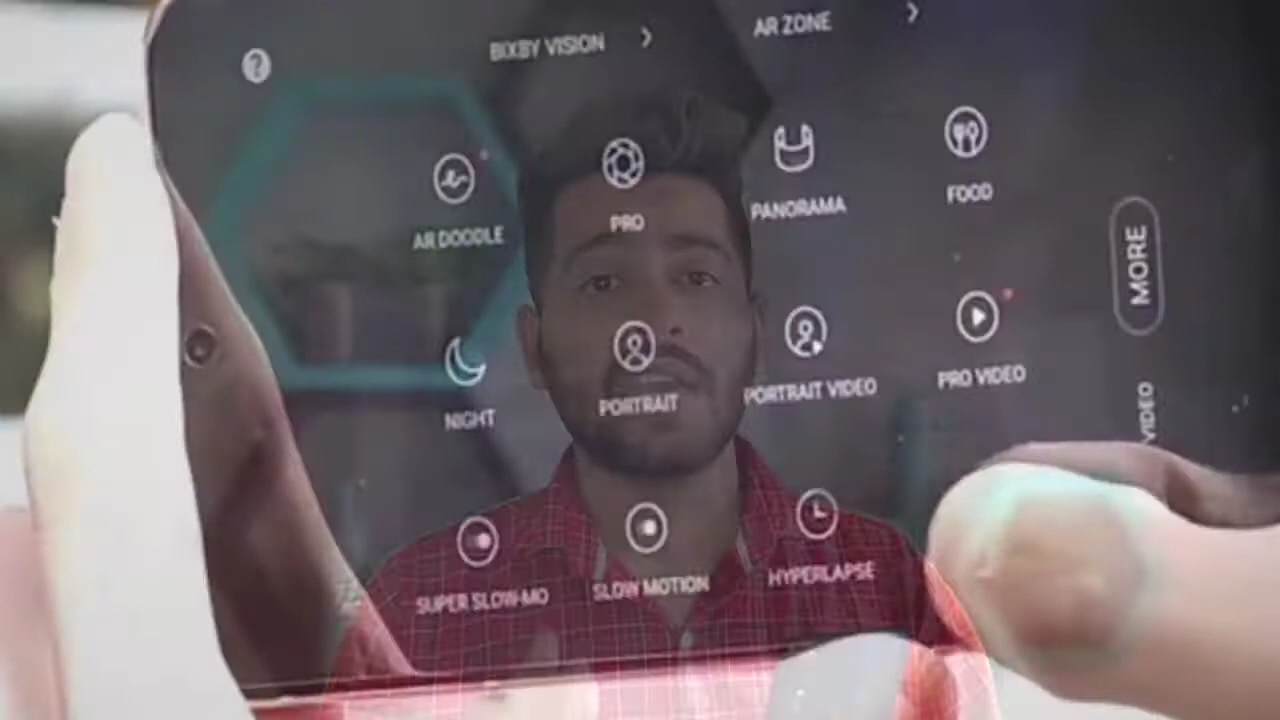 BIXBY VISION >
AR ZONE >
?
AR DOODLE
PRO
PANORAMA
FOOD
NIGHT
PORTRAIT
PORTRAIT VIDEO
PRO VIDEO
SUPER SLOW-MO
SLOW MOTION
HYPERLAPSE
MORE
VIDEO